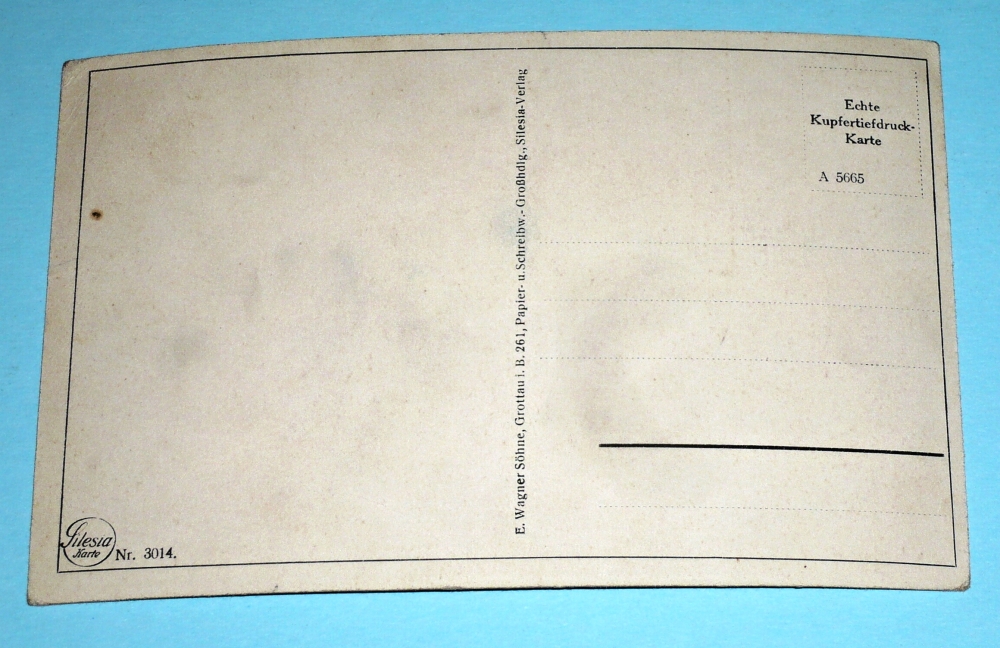 Echte
Kupfertiefdruck-
Karte
A 5665
E. Wagner Söhne, Grottau i. B. 261, Papier- u. Schreibw.- Großhdlg., Silesia-Verlag
Silesia
Karte
Nr. 3014.